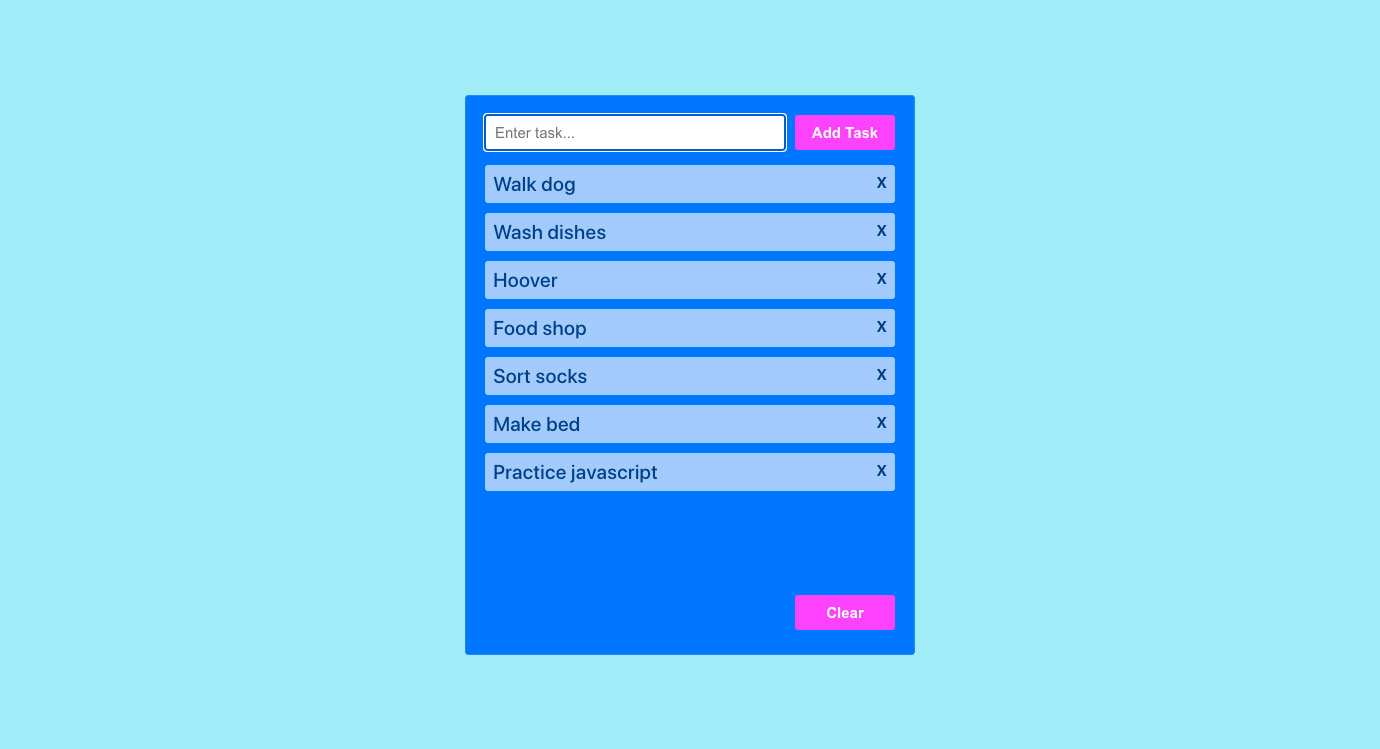 Enter task... Add Task
Walk dog X
Wash dishes X
Hoover X
Food shop X
Sort socks X
Make bed X
Practice javascript X
Clear